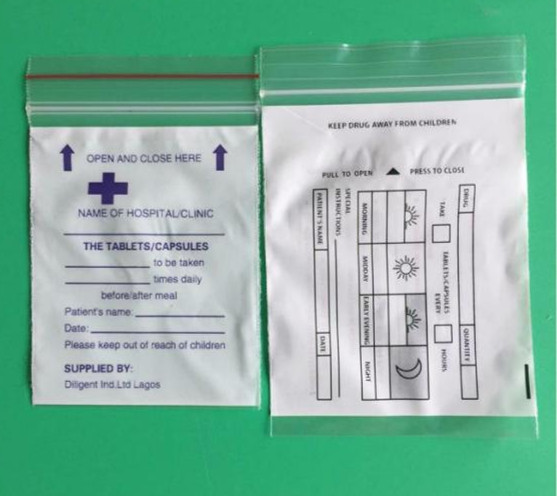 OPEN AND CLOSE HERE
NAME OF HOSPITAL/CLINIC
THE TABLETS/CAPSULES
to be taken
times daily
before/after meal
Patient's name:
Date:
Please keep out of reach of children
SUPPLIED BY:
Diligent Ind.Ltd Lagos
KEEP DRUG AWAY FROM CHILDREN
PULL TO OPEN PRESS TO CLOSE
DRUG QUANTITY
TAKE TABLETS/CAPSULES EVERY HOURS
MORNING MIDDAY EARLY EVENING NIGHT
SPECIAL
INSTRUCTIONS
PATIENT'S NAME DATE